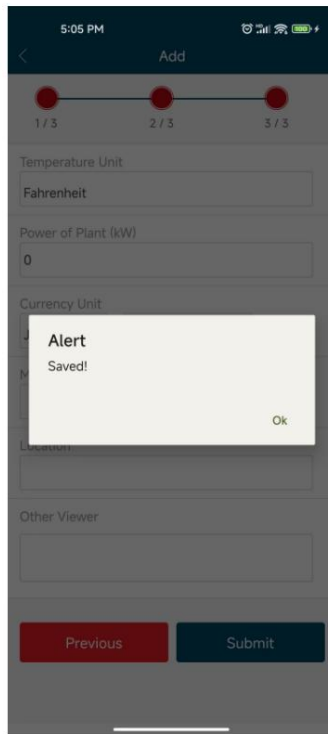 5:05 PM
Add
1 / 3
2 / 3
3 / 3
Temperature Unit
Fahrenheit
Power of Plant (kW)
0
Currency Unit
Alert
Saved!
Ok
Location
Other Viewer
Previous
Submit